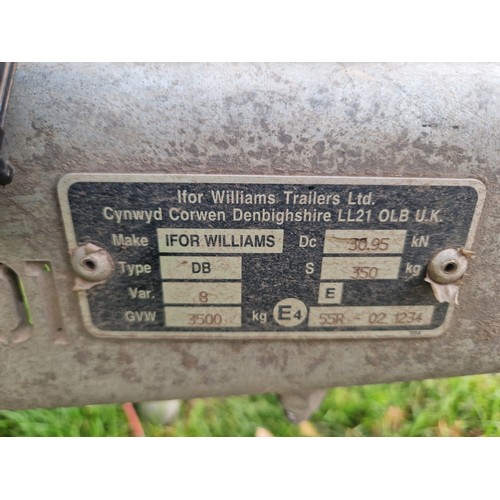 Ifor Williams Trailers Ltd.
Cynwyd Corwen Denbighshire LL21 OLB U.K.
Make IFOR WILLIAMS Dc 30.95 kN
Type DB S 350 kg
Var. 8 E
GVW 3500 kg E4 55R - 02 1234